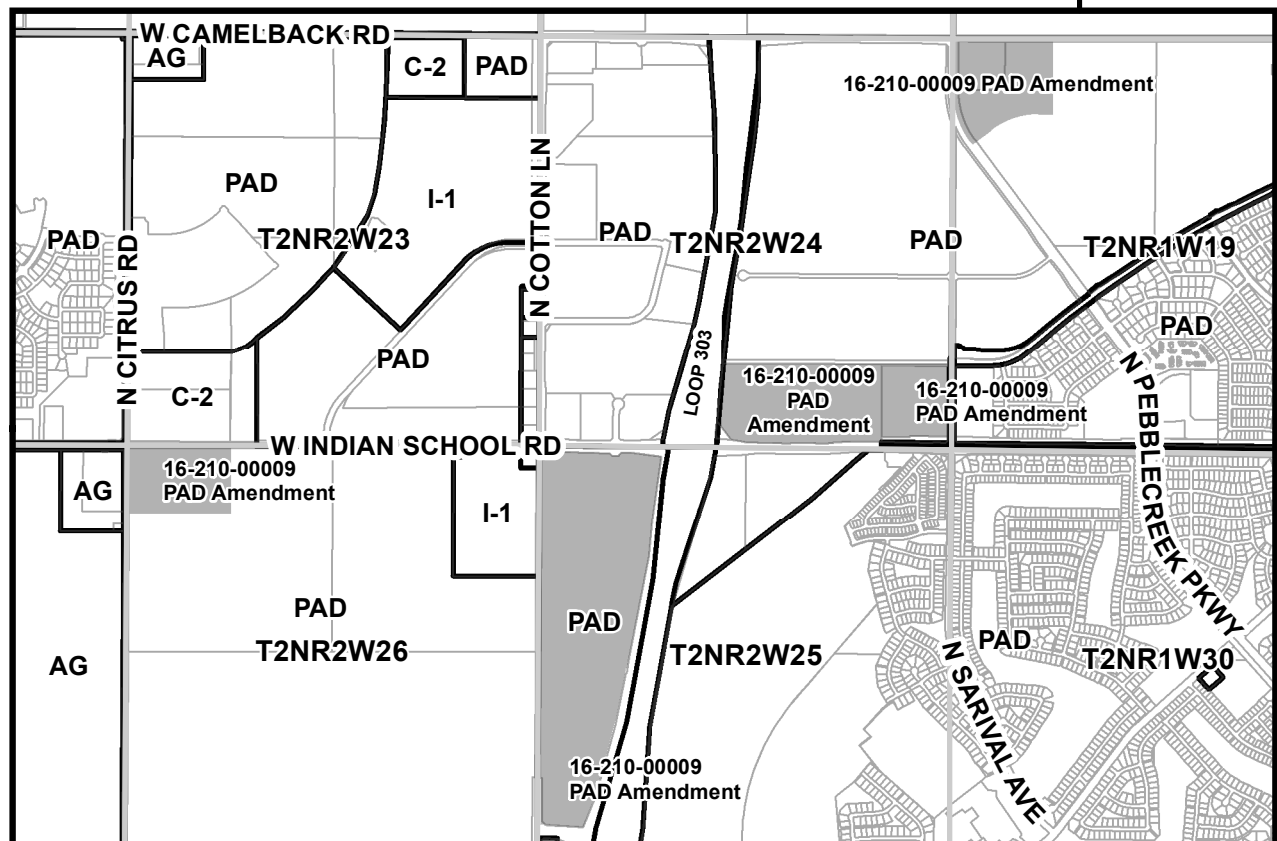 W CAMELBACK RD
AG
C-2
PAD
16-210-00009 PAD Amendment
N COTTON LN
PAD
I-1
PAD
T2NR2W23
PAD
T2NR2W24
PAD
T2NR1W19
N CITRUS RD
PAD
LOOP 303
PAD
C-2
16-210-00009
PAD
Amendment
16-210-00009
PAD Amendment
N PEBBLECREEK PKWY
W INDIAN SCHOOL RD
AG
16-210-00009
PAD Amendment
I-1
PAD
PAD
AG
T2NR2W26
T2NR2W25
PAD
T2NR1W30
N SARIVAL AVE
16-210-00009
PAD Amendment